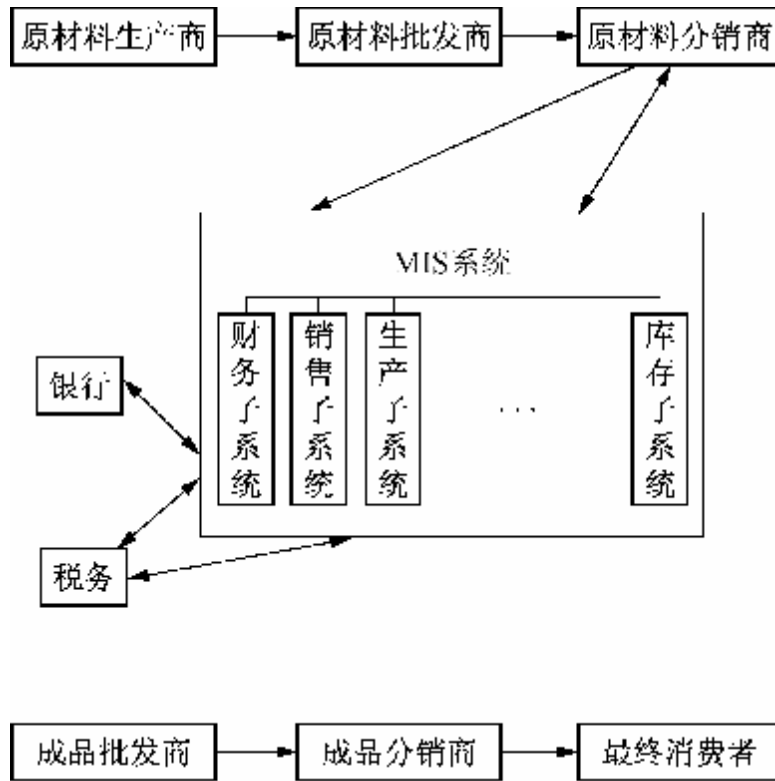 原材料生产商
原材料批发商
原材料分销商
MIS系统
财务子系统
销售子系统
生产子系统
...
库存子系统
银行
税务
成品批发商
成品分销商
最终消费者